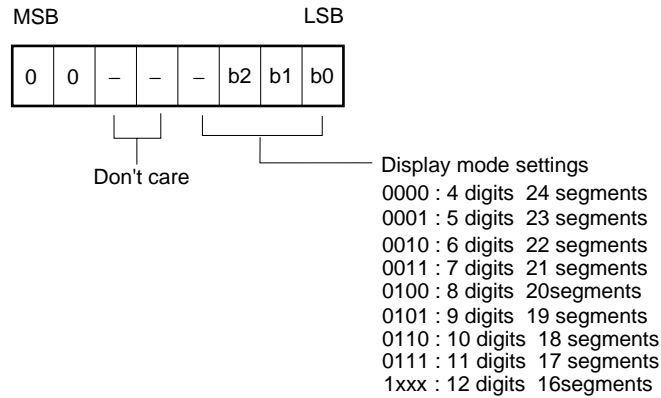 MSB LSB
0 0 – – – b2 b1 b0
Don't care
Display mode settings
0000 : 4 digits 24 segments
0001 : 5 digits 23 segments
0010 : 6 digits 22 segments
0011 : 7 digits 21 segments
0100 : 8 digits 20segments
0101 : 9 digits 19 segments
0110 : 10 digits 18 segments
0111 : 11 digits 17 segments
1xxx : 12 digits 16segments